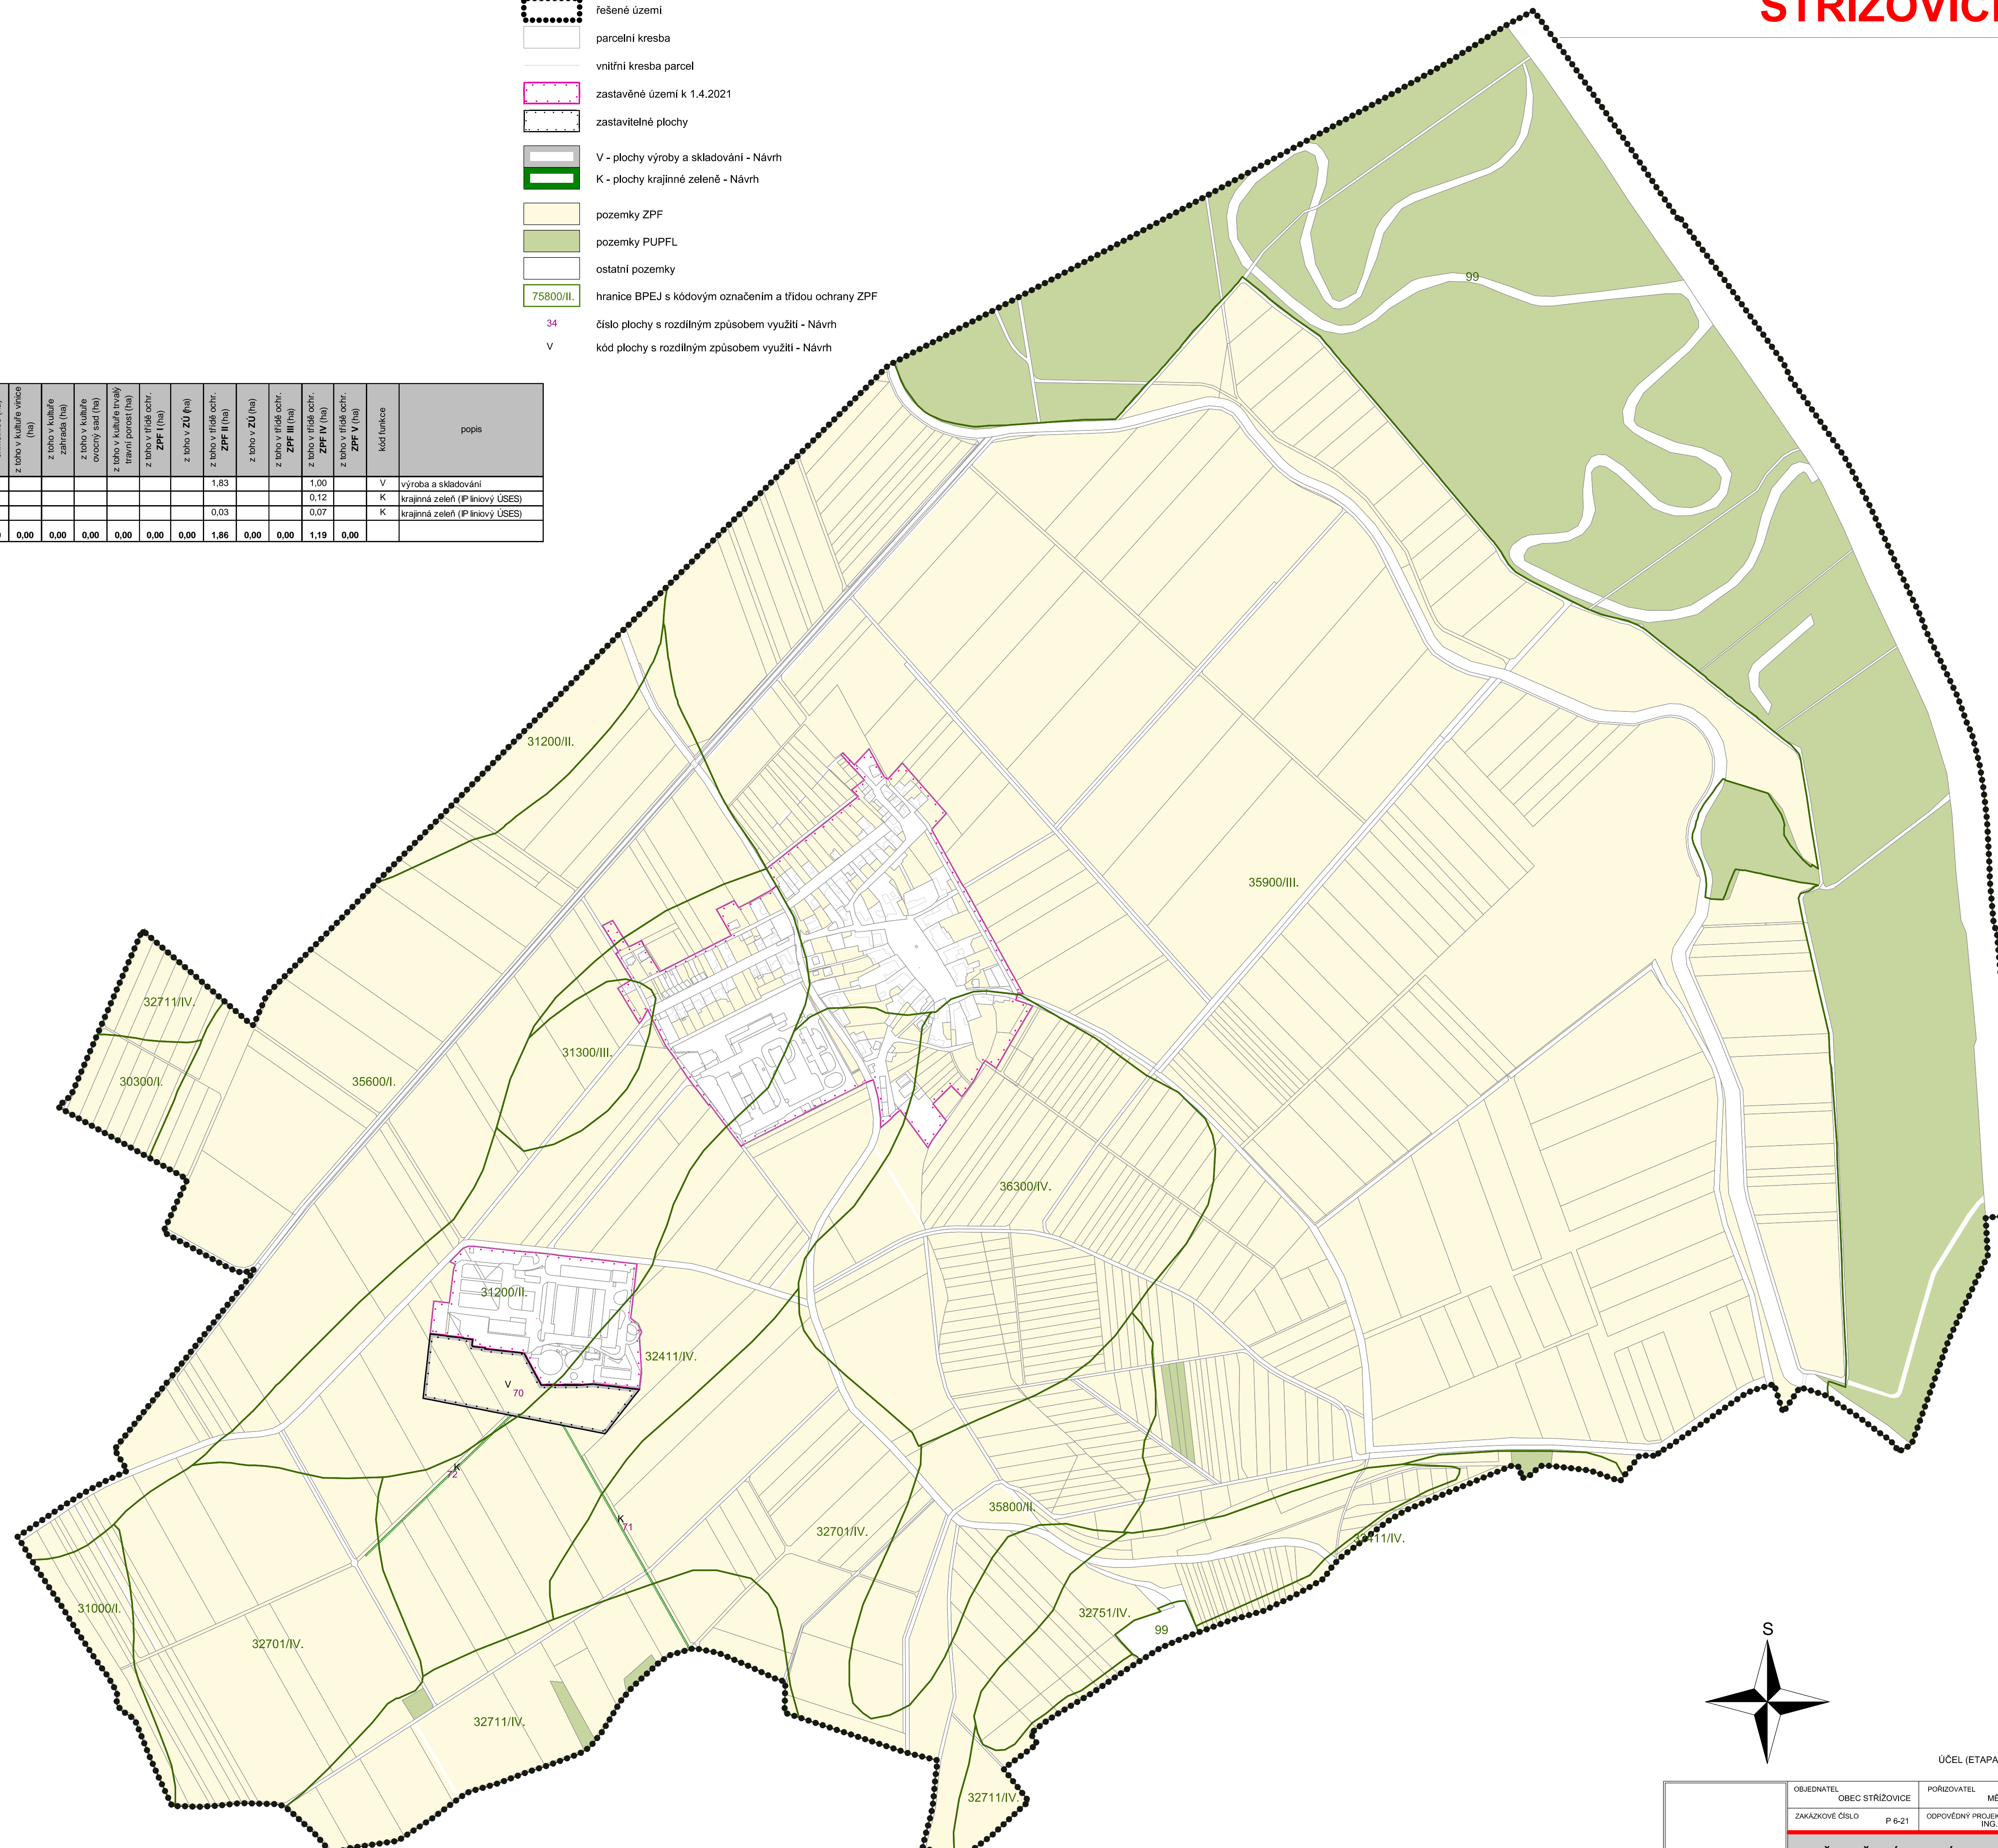 STŘÍŽOVICE
řešené území
parcelní kresba
vnitřní kresba parcel
zastavěné území k 1.4.2021
zastavitelné plochy
V - plochy výroby a skladování - Návrh
K - plochy krajinné zeleně - Návrh
pozemky ZPF
pozemky PUPFL
ostatní pozemky
75800/II. hranice BPEJ s kódovým označením a třídou ochrany ZPF
34 číslo plochy s rozdílným způsobem využití - Návrh
V kód plochy s rozdílným způsobem využití - Návrh
z toho v kultuře vinice (ha)
z toho v kultuře zahrada (ha)
z toho v kultuře ovocný sad (ha)
z toho v kultuře trvalý travní porost (ha)
z toho v třídě ochr. ZPF I (ha)
z toho v ZÚ (ha)
z toho v třídě ochr. ZPF II (ha)
z toho v ZÚ (ha)
z toho v třídě ochr. ZPF III (ha)
z toho v třídě ochr. ZPF IV (ha)
z toho v třídě ochr. ZPF V (ha)
kód funkce
popis
1,83 1,00 V výroba a skladování
0,12 K krajinná zeleň (IP liniový ÚSES)
0,03 0,07 K krajinná zeleň (IP liniový ÚSES)
0,00 0,00 0,00 0,00 0,00 0,00 1,86 0,00 0,00 1,19 0,00
99
31200/II.
35900/III.
32711/IV.
31300/III.
30300/I.
35600/I.
36300/IV.
31200/II.
32411/IV.
V
70
K
72
35800/II.
K
71
32701/IV.
32411/IV.
31000/I.
32751/IV.
99
32701/IV.
S
32711/IV.
32711/IV.
ÚČEL (ETAPA
OBJEDNATEL
OBEC STŘÍŽOVICE
POŘIZOVATEL
ZAKÁZKOVÉ ČÍSLO
P 6-21
ING.